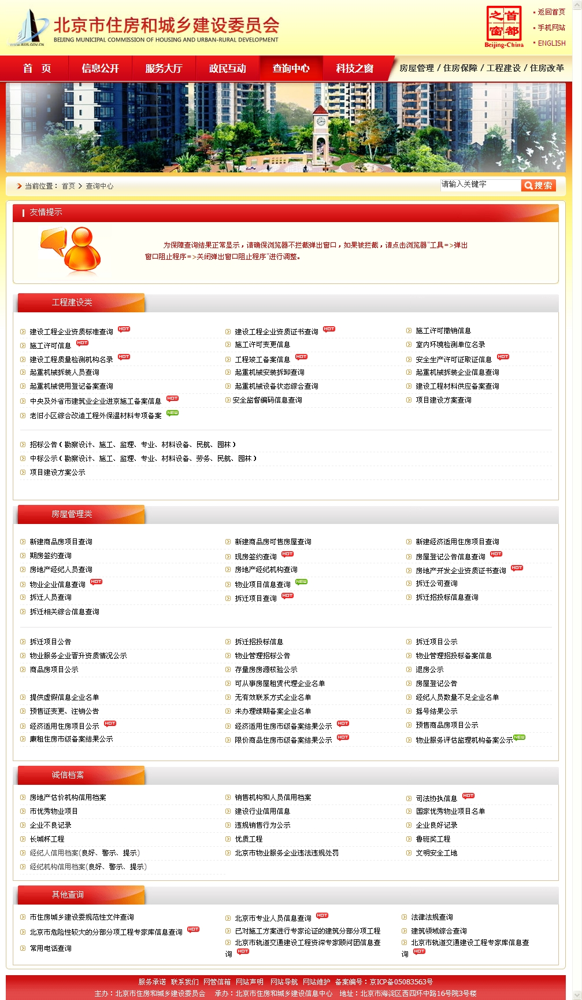 北京市住房和城乡建设委员会
BEIJING MUNICIPAL COMMISSION OF HOUSING AND URBAN-RURAL DEVELOPMENT
WWW.BJJS.GOV.CN
首都之窗
Beijing-China
返回首页
手机网站
ENGLISH
首 页 信息公开 服务大厅 政民互动 查询中心 科技之窗 房屋管理 / 住房保障 / 工程建设 / 住房改革
当前位置： 首页 > 查询中心 请输入关键字 搜索
友情提示
为保障查询结果正常显示，请确保浏览器不拦截弹出窗口，如果被拦截，请点击浏览器"工具=>弹出
窗口阻止程序=>关闭弹出窗口阻止程序"进行调整。
工程建设类
建设工程企业资质标准查询 HOT 建设工程企业资质证书查询 HOT 施工许可撤销信息
施工许可信息 HOT 施工许可变更信息 室内环境检测单位名录
建设工程质量检测机构名录 HOT 工程竣工备案信息 HOT 安全生产许可证取证信息 HOT
起重机械拆装人员查询 起重机械安装拆卸查询 起重机械拆装企业信息查询
起重机械使用登记备案查询 起重机械设备状态综合查询 建设工程材料供应备案查询
中央及外省市建筑业企业进京施工备案信息 HOT 安全监督编码信息查询 项目建设方案查询
老旧小区综合改造工程外保温材料专项备案 NEW
招标公告（勘察设计、施工、监理、专业、材料设备、民航、园林）
中标公示（勘察设计、施工、监理、专业、材料设备、劳务、民航、园林）
项目建设方案公示
房屋管理类
新建商品房项目查询 新建商品房可售房屋查询 新建经济适用住房项目查询
期房签约查询 现房签约查询 HOT 房屋登记公告信息查询 HOT
房地产经纪人员查询 房地产经纪机构查询 房地产开发企业资质证书查询 HOT
物业企业信息查询 HOT 物业项目信息查询 NEW 拆迁公司查询
拆迁人员查询 拆迁项目查询 HOT 拆迁招投标信息查询
拆迁相关综合信息查询
拆迁项目公告 拆迁招投标信息 拆迁项目公示
物业服务企业晋升资质情况公示 物业管理招标公告 物业管理招投标备案信息
商品房项目公示 存量房房源核验公示 退房公示
可从事房屋租赁代理企业名单 房屋登记公告
提供虚假信息企业名单 无有效联系方式企业名单 经纪人员数量不足企业名单
预售证变更、注销公告 未办理续期备案企业名单 摇号结果公示
经济适用住房项目公示 HOT 经济适用住房市级备案结果公示 HOT 预售商品房项目公示
廉租住房市级备案结果公示 限价商品住房市级备案结果公示 HOT 物业服务评估监理机构备案公示 NEW
诚信档案
房地产估价机构信用档案 销售机构和人员信用档案 司法协执信息 HOT
市优秀物业项目 建设行业信用信息 国家优秀物业项目名单
企业不良记录 违规销售行为公示 企业良好记录
长城杯工程 优质工程 鲁班奖工程
经纪人信用档案(良好、警示、提示) 北京市物业服务企业违法违规处罚 文明安全工地
经纪机构信用档案(良好、警示、提示)
其他查询
市住房城乡建设委规范性文件查询 北京市专业人员信息查询 HOT 法律法规查询
北京市危险性较大的分部分项工程专家库信息查询 HOT 已对施工方案进行专家论证的建筑分部分项工程 建筑领域综合查询
常用电话查询 北京市轨道交通建设工程资深专家顾问团信息查询 HOT 北京市轨道交通建设工程专家库信息查询 HOT
服务承诺 联系我们 网管信箱 网站声明 网站导航 网站维护 备案编号：京ICP备05083563号
主办：北京市住房和城乡建设委员会 承办：北京市住房和城乡建设信息中心 地址：北京市海淀区西四环中路16号院3号楼